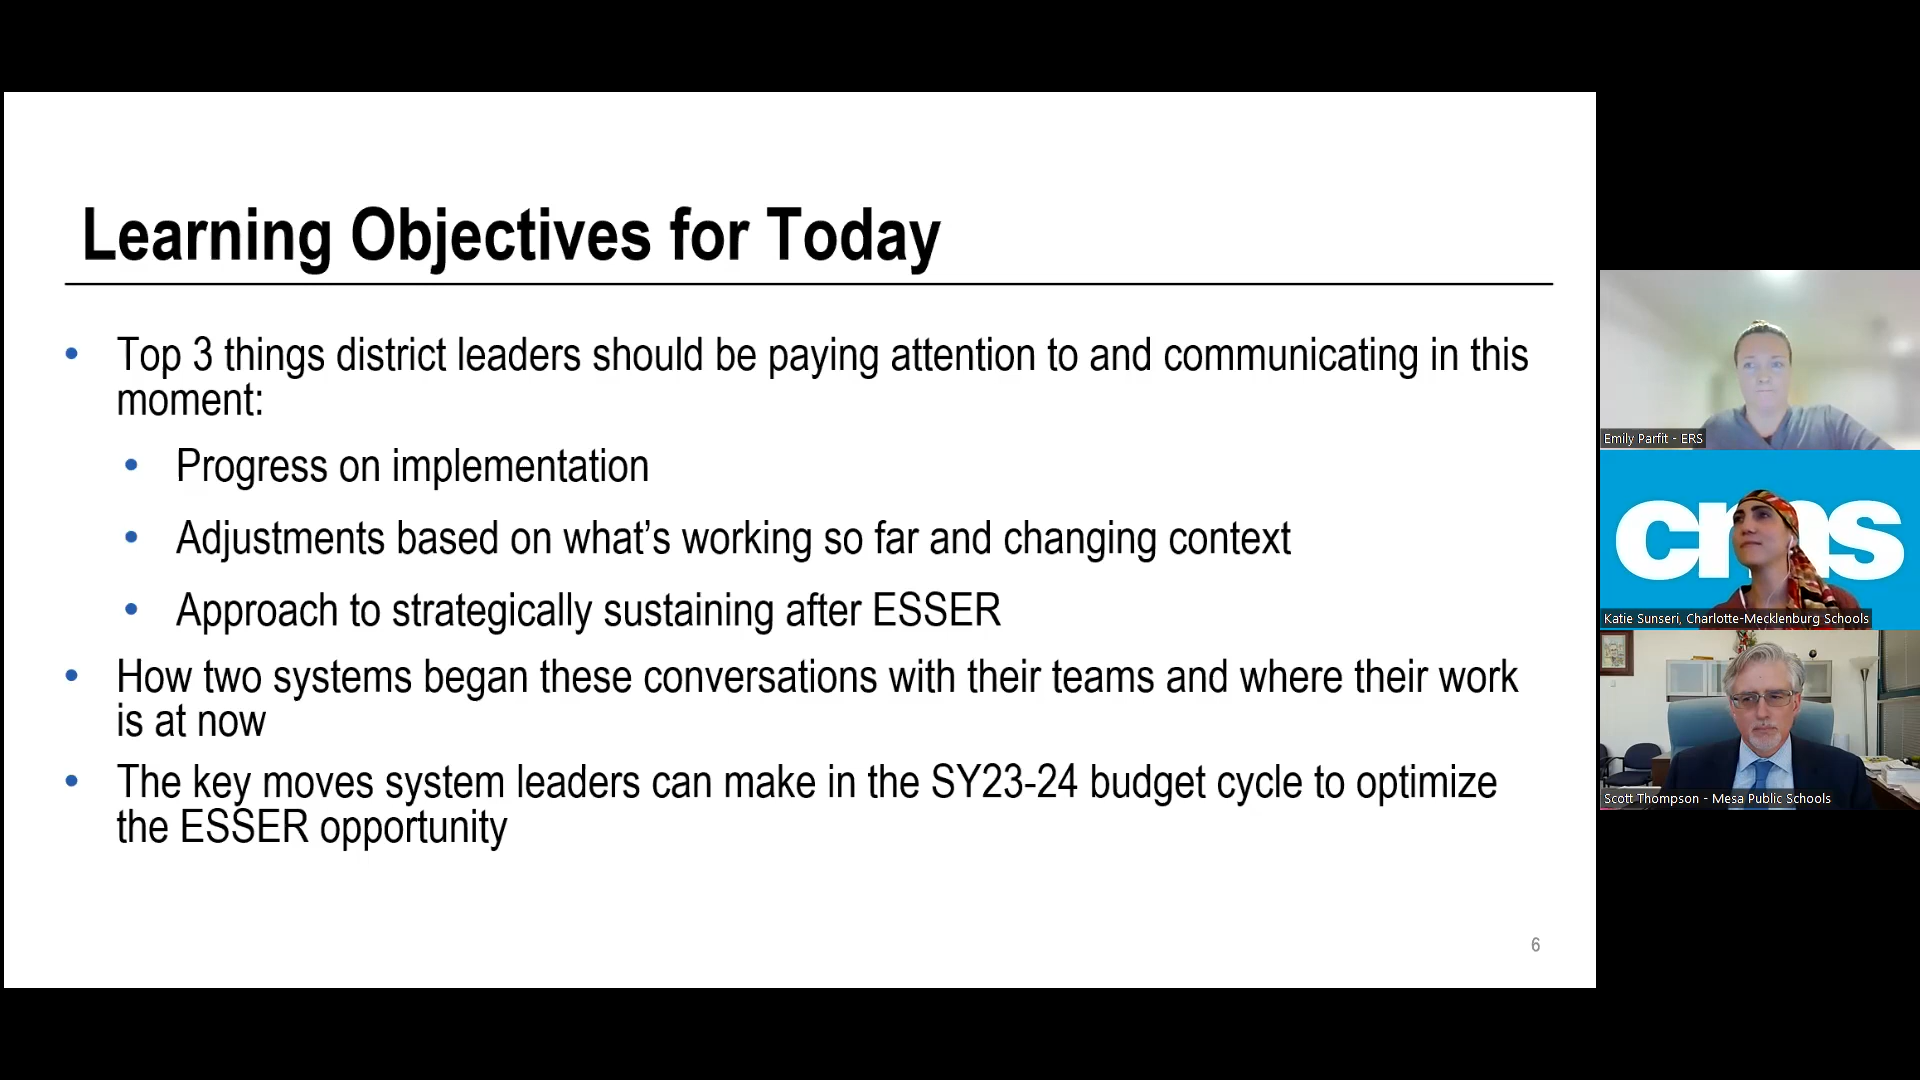 Learning Objectives for Today
• Top 3 things district leaders should be paying attention to and communicating in this
moment:
• Progress on implementation
• Adjustments based on what’s working so far and changing context
• Approach to strategically sustaining after ESSER
• How two systems began these conversations with their teams and where their work
is at now
• The key moves system leaders can make in the SY23-24 budget cycle to optimize
the ESSER opportunity
6
Emily Parfit - ERS
cms
Katie Sunseri, Charlotte-Mecklenburg Schools
Scott Thompson - Mesa Public Schools